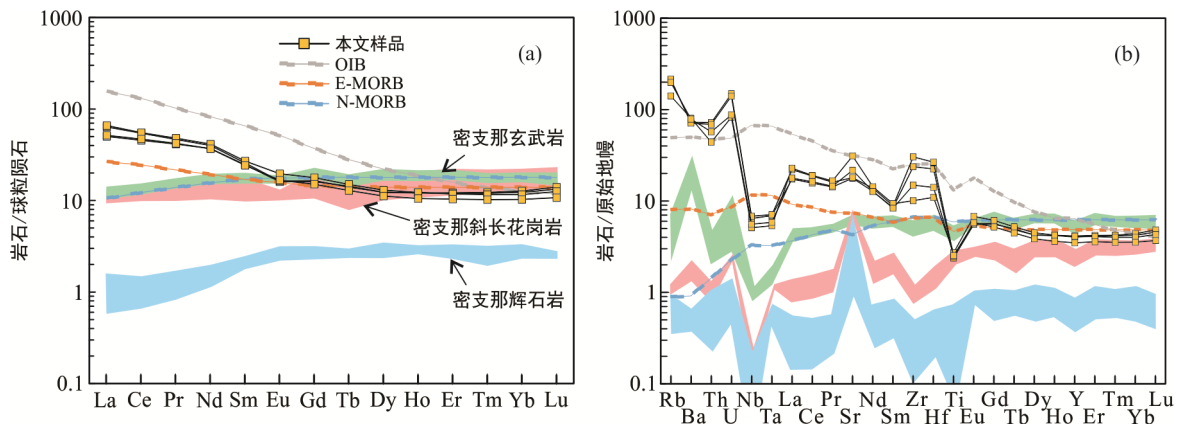 1000
100
10
1
0.1
岩石/球粒陨石
(a)
本文样品
OIB
E-MORB
N-MORB
密支那玄武岩
密支那斜长花岗岩
密支那辉石岩
La Ce Pr Nd Sm Eu Gd Tb Dy Ho Er Tm Yb Lu
1000
100
10
1
0.1
岩石/原始地幔
(b)
Rb Th Nb La Pr Nd Zr Ti Gd Dy Y Tm Lu
Ba U Ta Ce Sr Sm Hf Eu Tb Ho Er Yb